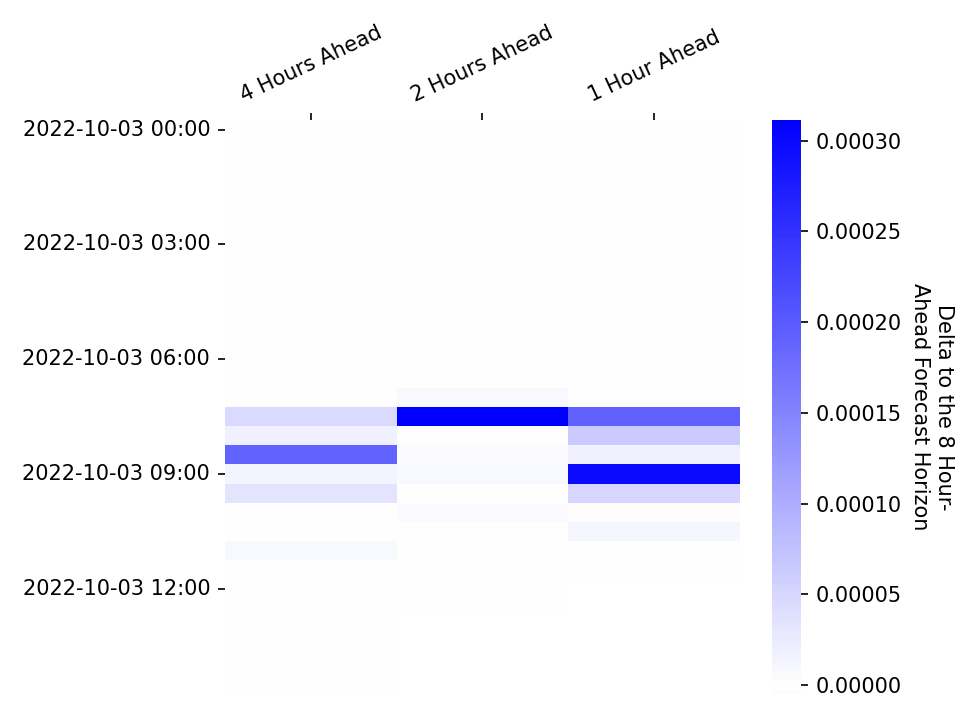 4 Hours Ahead
2 Hours Ahead
1 Hour Ahead
2022-10-03 00:00
2022-10-03 03:00
2022-10-03 06:00
2022-10-03 09:00
2022-10-03 12:00
0.00030
0.00025
0.00020
0.00015
0.00010
0.00005
0.00000
Delta to the 8 Hour-
Ahead Forecast Horizon